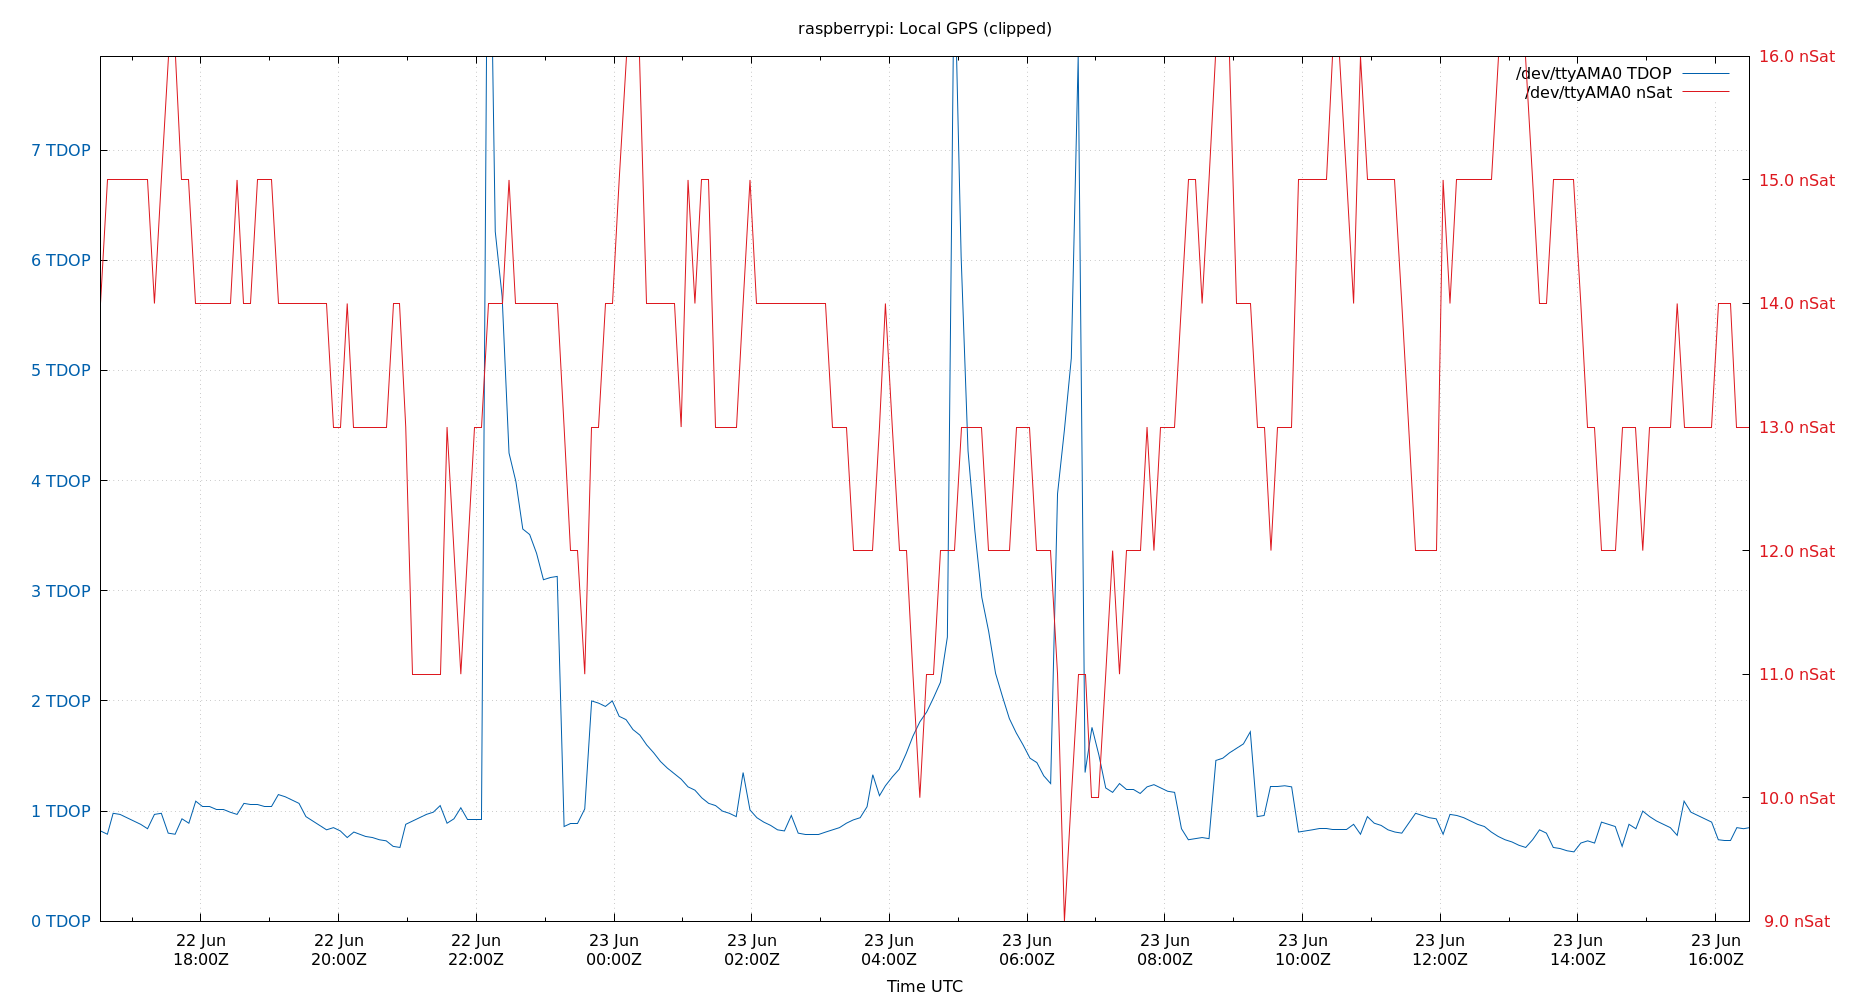 raspberrypi: Local GPS (clipped)
/dev/ttyAMA0 TDOP
/dev/ttyAMA0 nSat
7 TDOP
6 TDOP
5 TDOP
4 TDOP
3 TDOP
2 TDOP
1 TDOP
0 TDOP
16.0 nSat
15.0 nSat
14.0 nSat
13.0 nSat
12.0 nSat
11.0 nSat
10.0 nSat
9.0 nSat
22 Jun
18:00Z
22 Jun
20:00Z
22 Jun
22:00Z
23 Jun
00:00Z
23 Jun
02:00Z
23 Jun
04:00Z
23 Jun
06:00Z
23 Jun
08:00Z
23 Jun
10:00Z
23 Jun
12:00Z
23 Jun
14:00Z
23 Jun
16:00Z
Time UTC